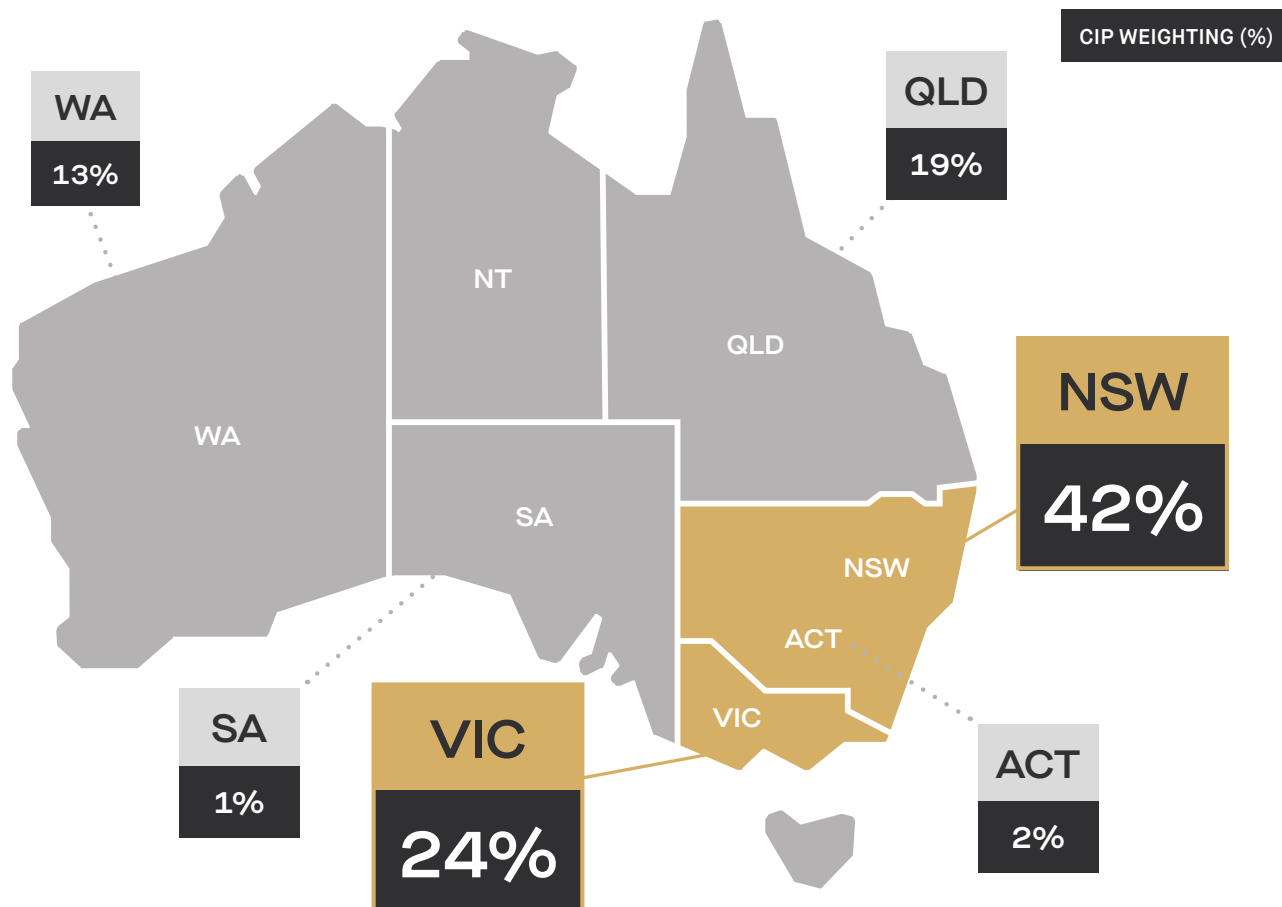 CIP WEIGHTING (%)
WA
13%
QLD
19%
NT
QLD
NSW
42%
WA
SA
NSW
ACT
VIC
SA
1%
VIC
24%
ACT
2%